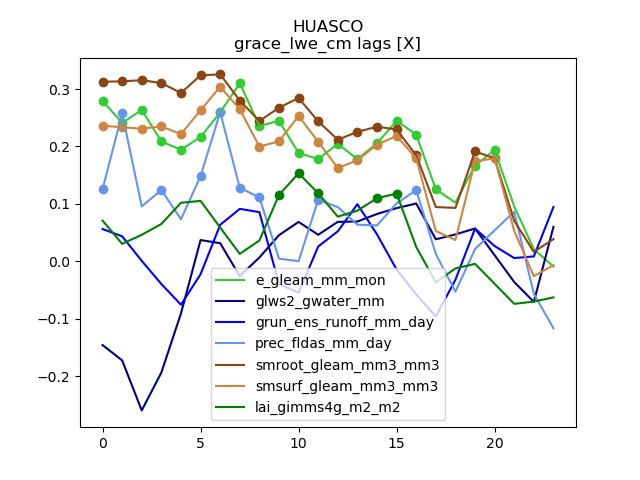 HUASCO
grace_lwe_cm lags [X]
0.3
0.2
0.1
0.0
−0.1
−0.2
e_gleam_mm_mon
glws2_gwater_mm
grun_ens_runoff_mm_day
prec_fldas_mm_day
smroot_gleam_mm3_mm3
smsurf_gleam_mm3_mm3
lai_gimms4g_m2_m2
0 5 10 15 20